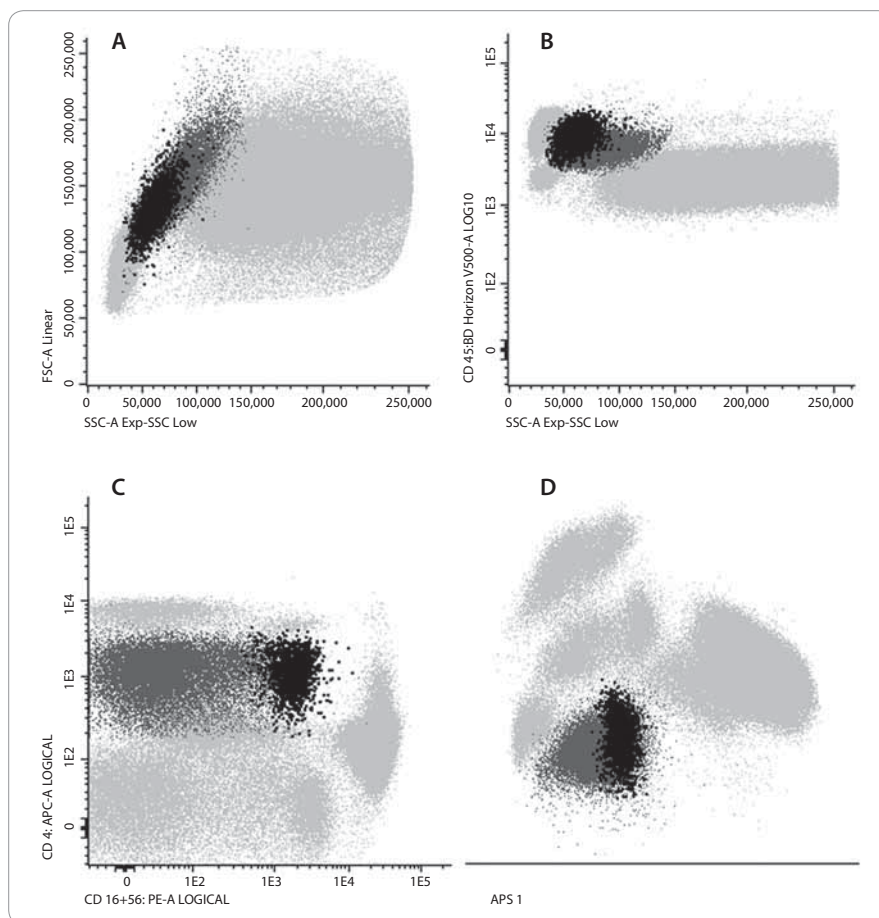 A
250,000
200,000
150,000
100,000
50,000
0
FSC-A Linear
0
50,000
100,000
150,000
200,000
250,000
SSC-A Exp-SSC Low
B
1E5
1E4
1E3
1E2
0
CD 45:BD Horizon V500-A LOG10
0
50,000
100,000
150,000
200,000
250,000
SSC-A Exp-SSC Low
C
1E5
1E4
1E3
1E2
0
CD 4: APC-A LOGICAL
0
1E2
1E3
1E4
1E5
CD 16+56: PE-A LOGICAL
D
APS 1